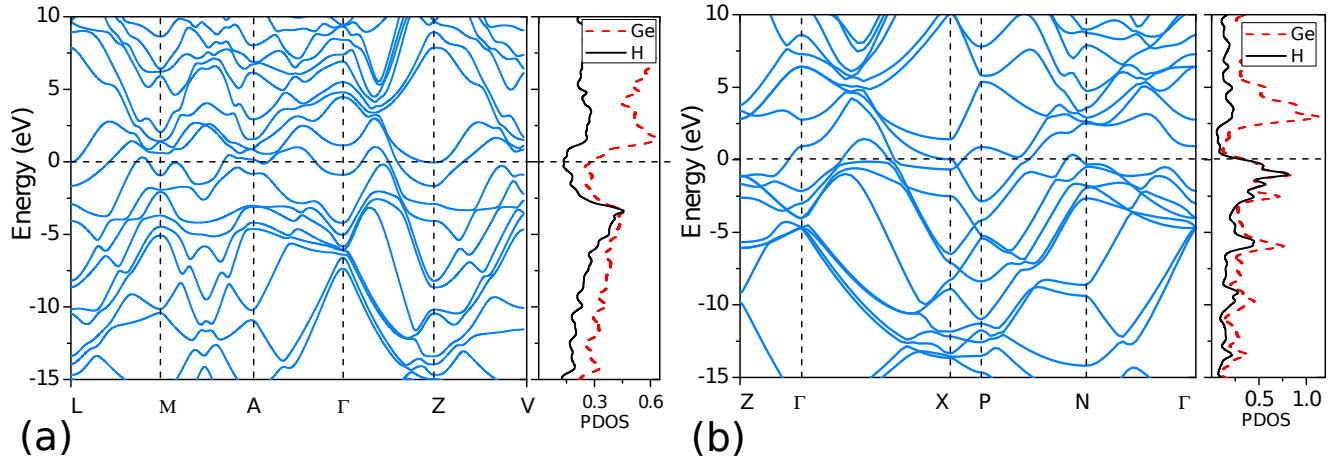 10
5
0
-5
-10
-15
Energy (eV)
L M A Γ Z V
Ge
H
0.3 0.6
PDOS
(a)
10
5
0
-5
-10
-15
Energy (eV)
Z Γ X P N Γ
Ge
H
0.5 1.0
PDOS
(b)